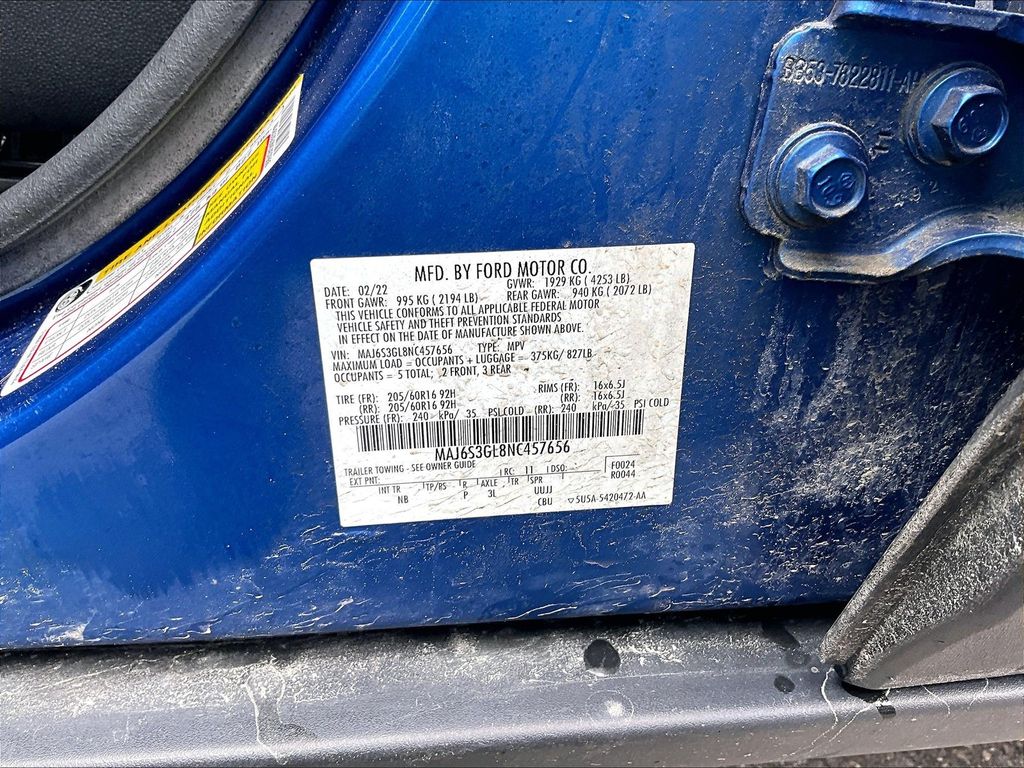 MFD. BY FORD MOTOR CO.
DATE: 02/22 GVWR: 1929 KG ( 4253 LB)
FRONT GAWR: 995 KG ( 2194 LB) REAR GAWR: 940 KG ( 2072 LB)
THIS VEHICLE CONFORMS TO ALL APPLICABLE FEDERAL MOTOR
VEHICLE SAFETY AND THEFT PREVENTION STANDARDS
IN EFFECT ON THE DATE OF MANUFACTURE SHOWN ABOVE.
VIN: MAJ6S3GL8NC457656 TYPE: MPV
MAXIMUM LOAD = OCCUPANTS + LUGGAGE = 375KG/ 827LB
OCCUPANTS = 5 TOTAL; 2 FRONT, 3 REAR
TIRE (FR): 205/60R16 92H RIMS (FR): 16x6.5J
(RR): 205/60R16 92H (RR): 16x6.5J
PRESSURE (FR): 240 kPa/ 35 PSI COLD (RR): 240 kPa/ 35 PSI COLD
MAJ6S3GL8NC457656
TRAILER TOWING - SEE OWNER GUIDE
EXT PNT: RC: 11 DSO: F0024
R0044
INT TR TP/PS R AXLE TR SPR
NB P 3L UUJJ
CBU 5U5A-5420472-AA